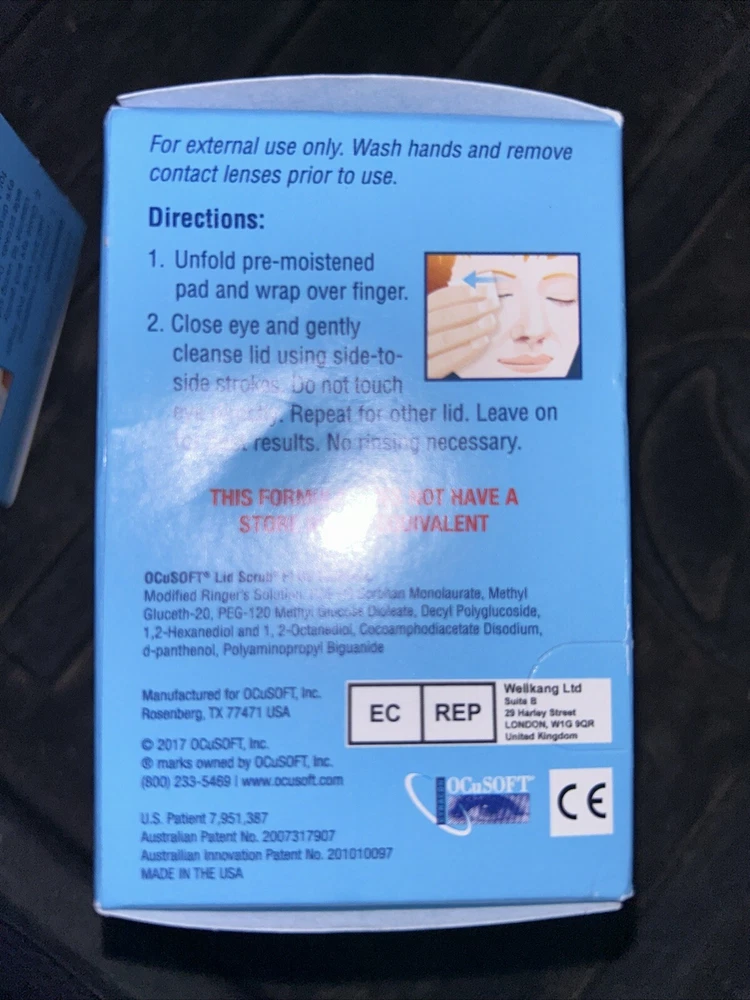 For external use only. Wash hands and remove
contact lenses prior to use.
Directions:
1. Unfold pre-moistened
pad and wrap over finger.
2. Close eye and gently
cleanse lid using side-to-
side strokes. Do not touch
eye directly. Repeat for other lid. Leave on
results. No rinsing necessary.
THIS NOT HAVE A
STORE
OCuSOFT® Lid Scrub®
Modified Ringer's Solution, Sorbitan Monolaurate, Methyl
Gluceth-20, PEG-120 Methyl Glucose Dioleate, Decyl Polyglucoside,
1,2-Hexanediol and 1, 2-Octanediol, Cocoamphodiacetate Disodium,
d-panthenol, Polyaminopropyl Biguanide
Manufactured for OCuSOFT, Inc.
Rosenberg, TX 77471 USA
EC REP
Wellkang Ltd
Suite B
29 Harley Street
LONDON, W1G 9QR
United Kingdom
© 2017 OCuSOFT, Inc.
® marks owned by OCuSOFT, Inc.
(800) 233-5469 | www.ocusoft.com
OCuSOFT®
CE
U.S. Patient 7,951,387
Australian Patent No. 2007317907
Austrailian Innovation Patent No. 201010097
MADE IN THE USA